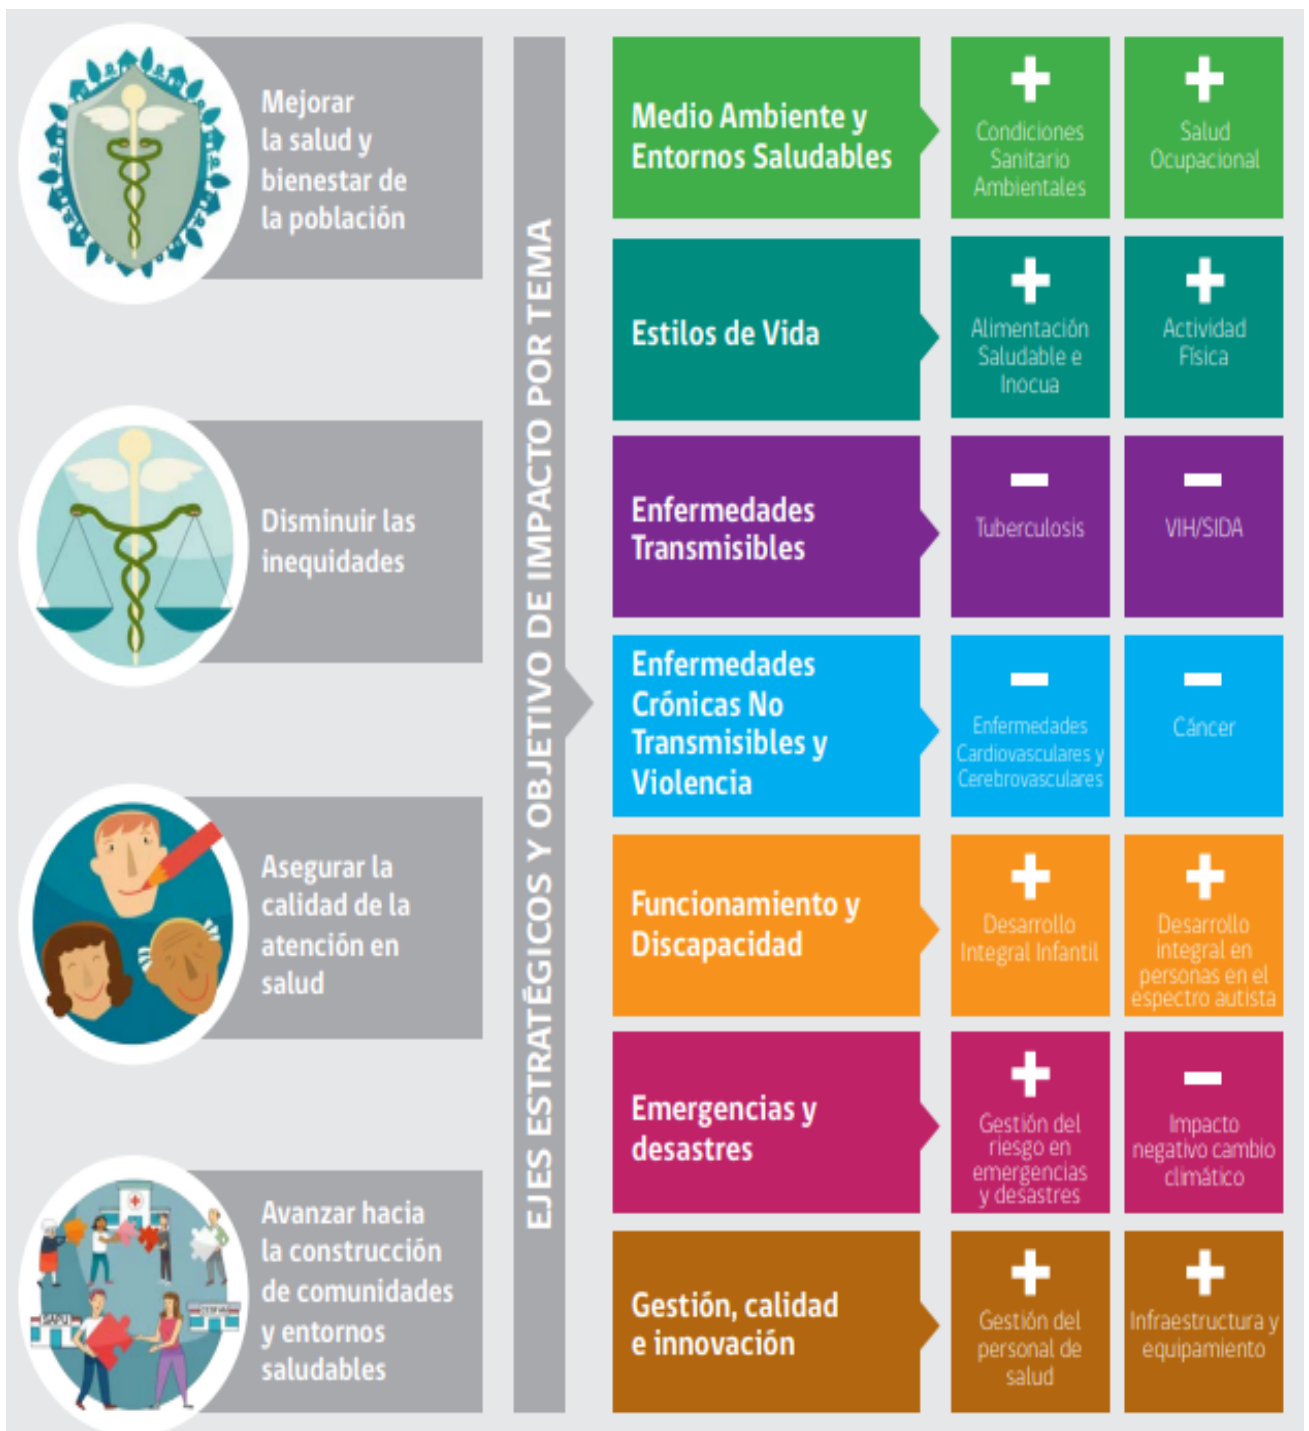 Mejorar
la salud y
bienestar de
la población
Disminuir las
inequidades
Asegurar la
calidad de la
atención en
salud
Avanzar hacia
la construcción
de comunidades
y entornos
saludables
SAPU
EJES ESTRATÉGICOS Y OBJETIVO DE IMPACTO POR TEMA
Medio Ambiente y
Entornos Saludables
+
Condiciones
Sanitario
Ambientales
+
Salud
Ocupacional
Estilos de Vida
+
Alimentación
Saludable e
Inocua
+
Actividad
Física
Enfermedades
Transmisibles
−
Tuberculosis
−
VIH/SIDA
Enfermedades
Crónicas No
Transmisibles y
Violencia
−
Enfermedades
Cardiovasculares y
Cerebrovasculares
−
Cáncer
Funcionamiento y
Discapacidad
+
Desarrollo
Integral Infantil
+
Desarrollo
integral en
personas en el
espectro autista
Emergencias y
desastres
+
Gestión del
riesgo en
emergencias
y desastres
−
Impacto
negativo cambio
climático
Gestión, calidad
e innovación
+
Gestión del
personal de
salud
+
Infraestructura y
equipamiento